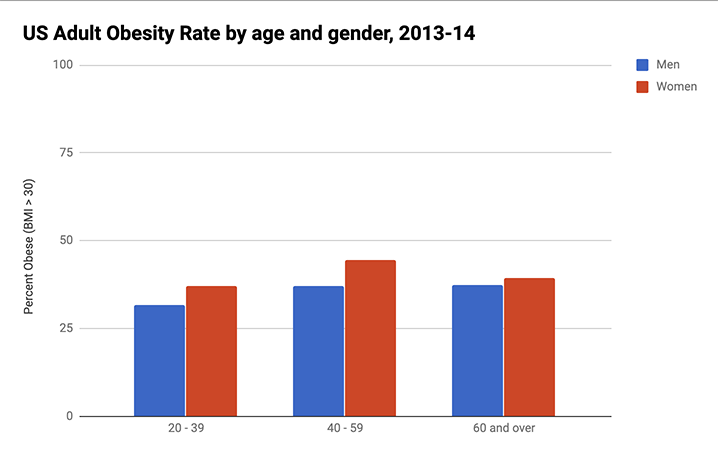 US Adult Obesity Rate by age and gender, 2013-14
Men
Women
Percent Obese (BMI > 30)
100
75
50
25
0
20 - 39
40 - 59
60 and over